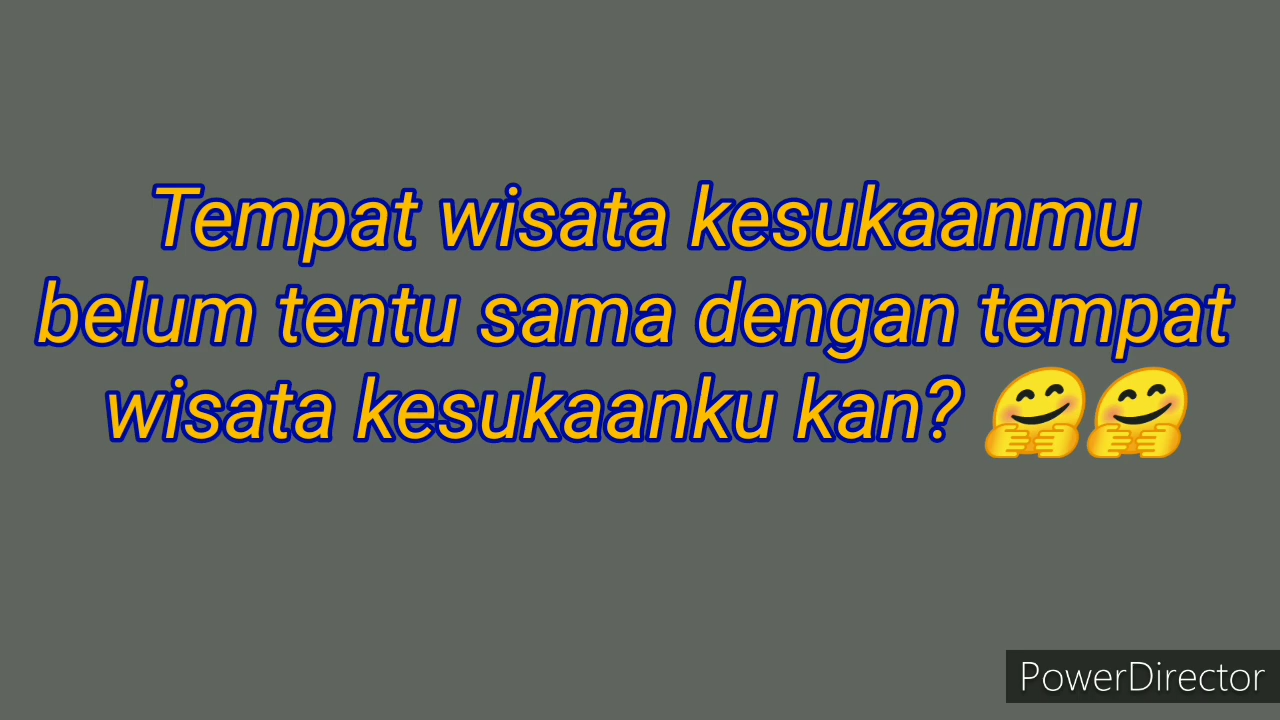 Tempat wisata kesukaanmu
belum tentu sama dengan tempat
wisata kesukaanku kan? 🤗🤗
PowerDirector